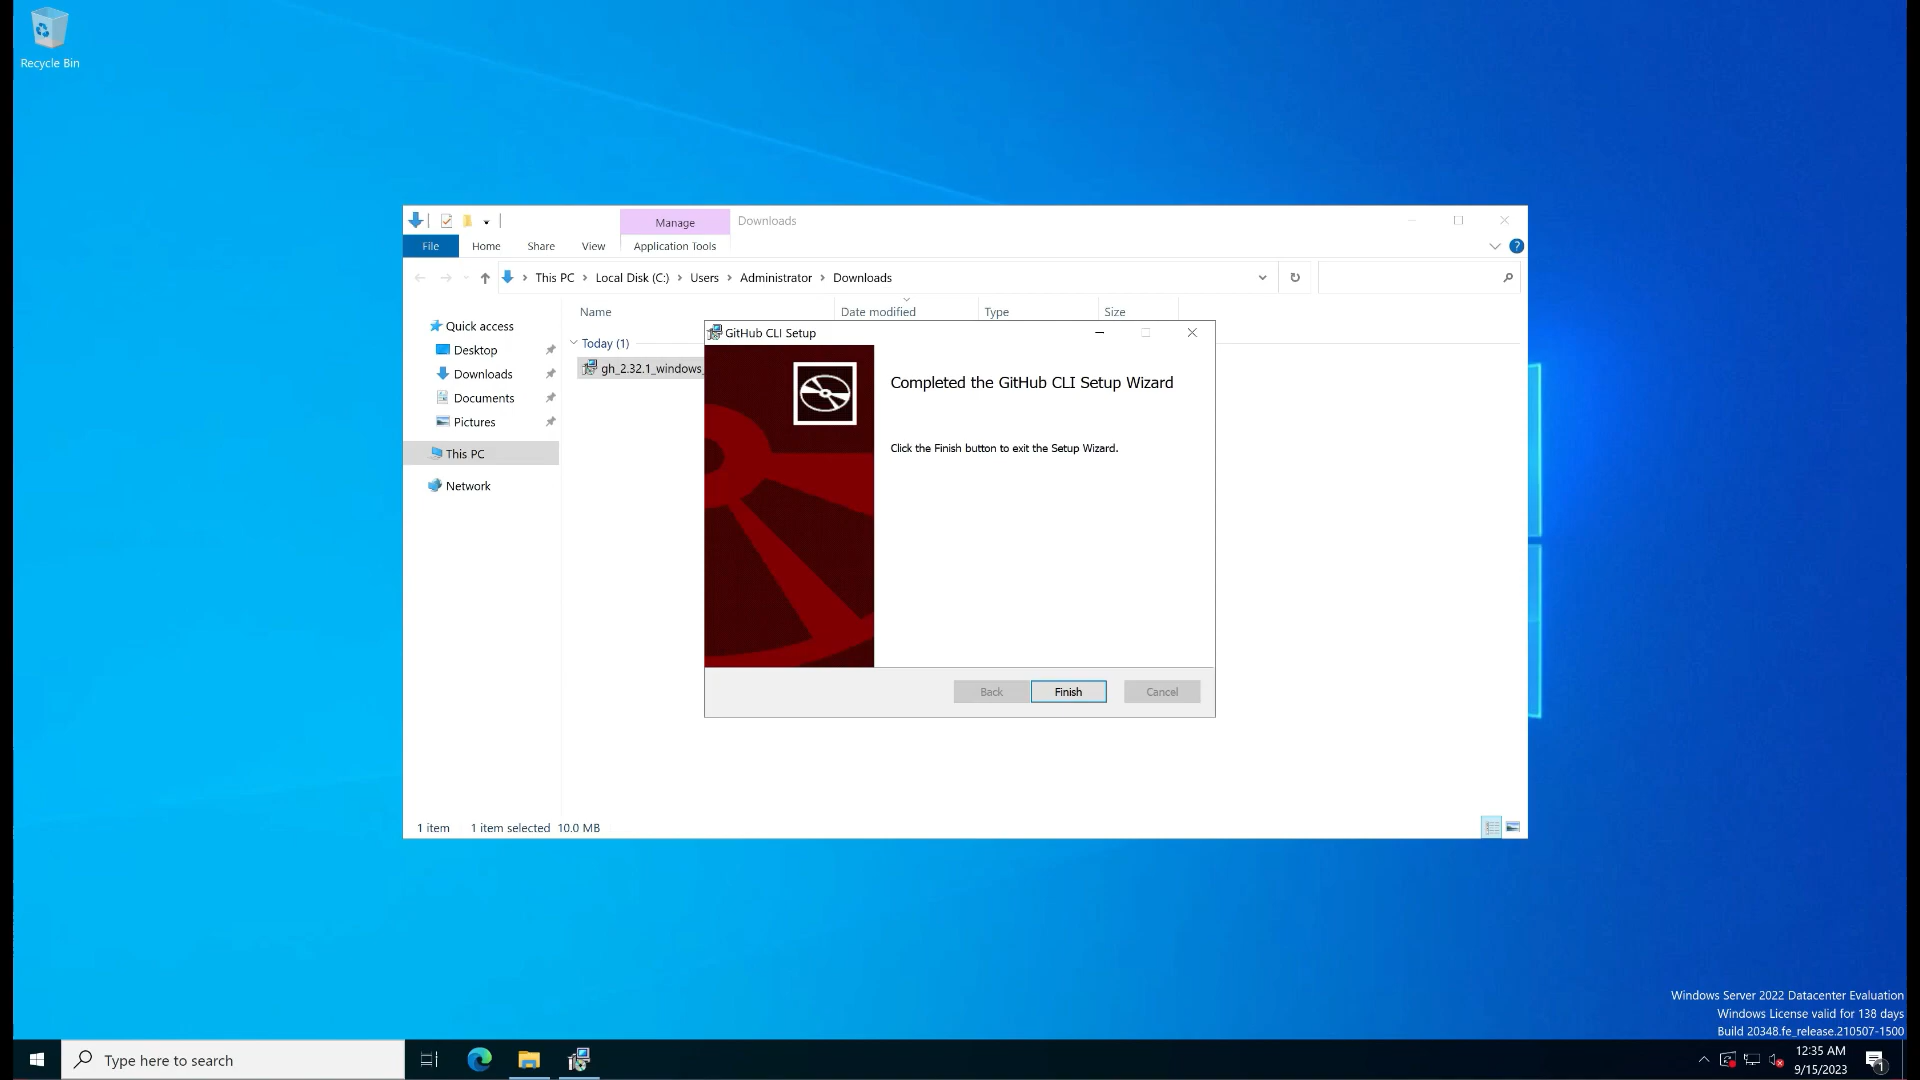 Recycle Bin
Manage
Downloads
File
Home
Share
View
Application Tools
This PC
Local Disk (C:)
Users
Administrator
Downloads
Name
Date modified
Type
Size
Quick access
Desktop
Downloads
Documents
Pictures
This PC
Network
Today (1)
gh_2.32.1_windows_
GitHub CLI Setup
Completed the GitHub CLI Setup Wizard
Click the Finish button to exit the Setup Wizard.
Back
Finish
Cancel
1 item
1 item selected
10.0 MB
Windows Server 2022 Datacenter Evaluation
Windows License valid for 138 days
Build 20348.fe_release.210507-1500
Type here to search
12:35 AM
9/15/2023
1